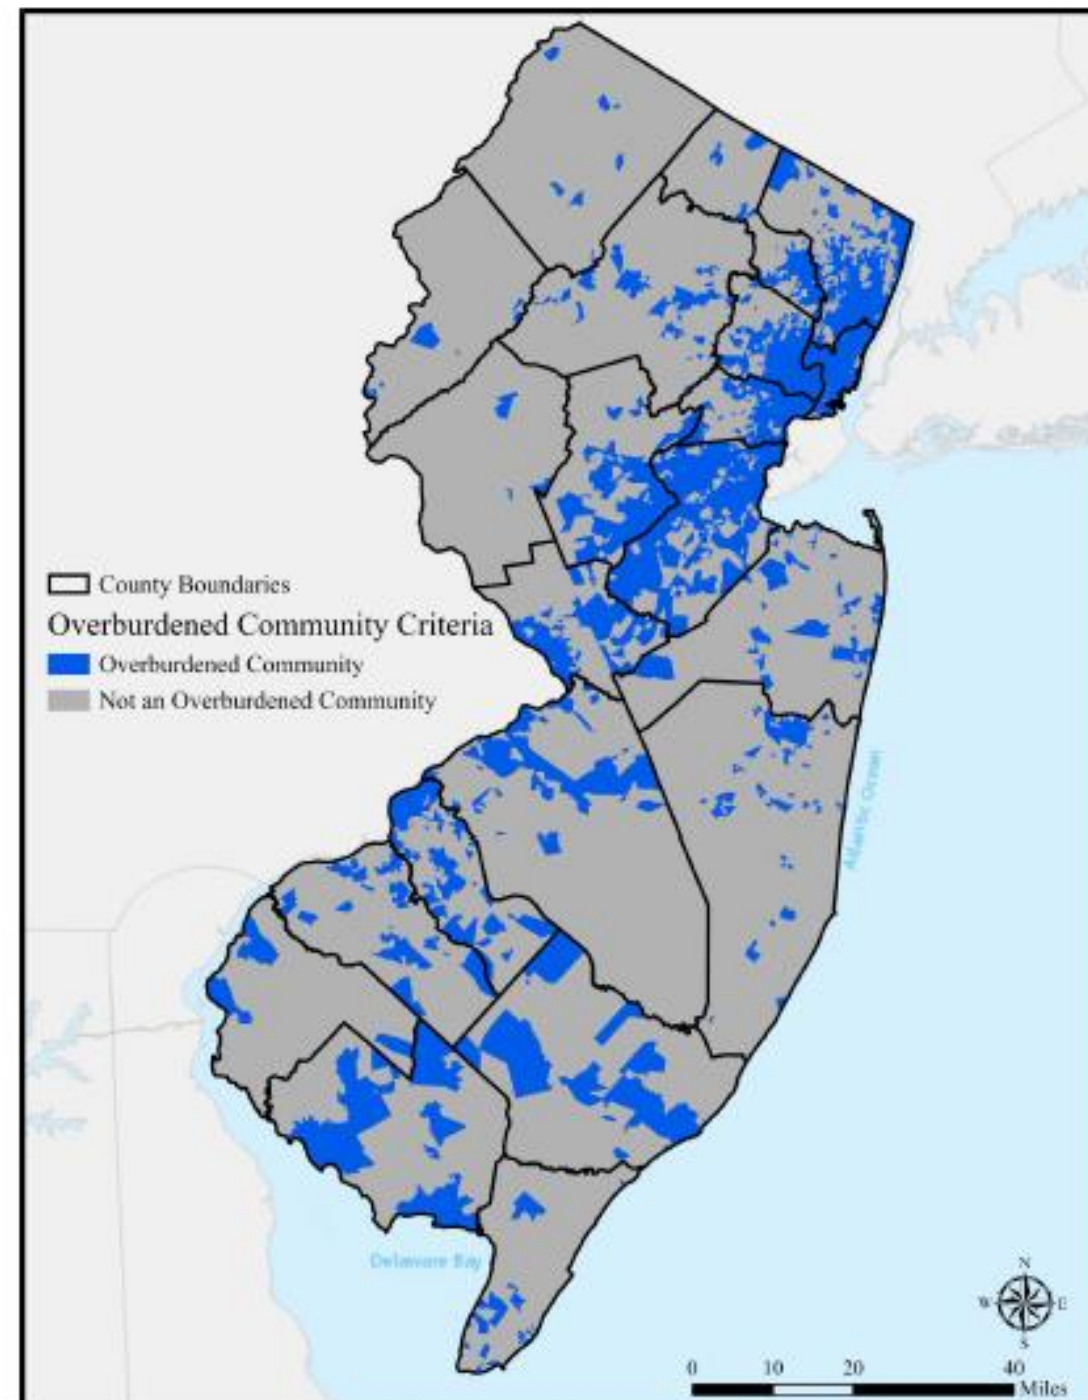 County Boundaries
Overburdened Community Criteria
Overburdened Community
Not an Overburdened Community
Atlantic Ocean
Delaware Bay
N
W E
S
0 10 20 40
Miles